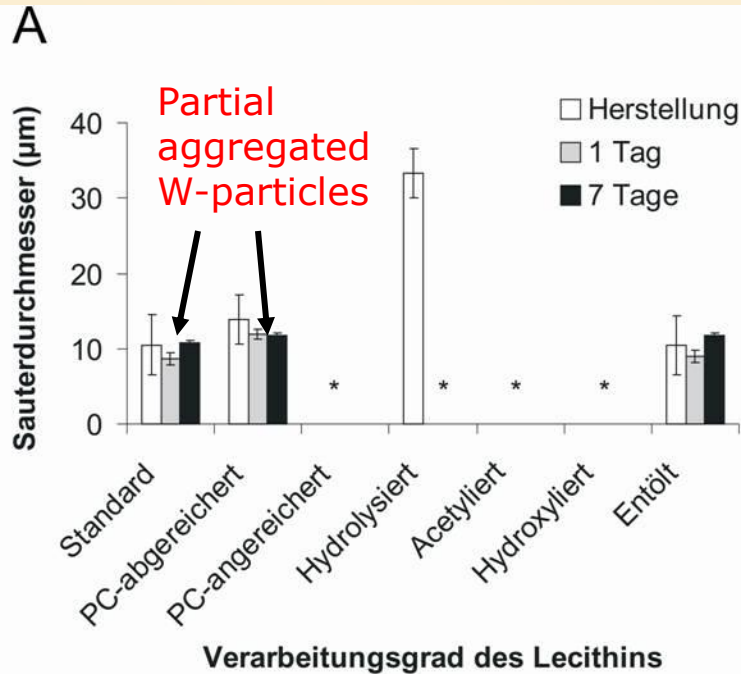 A
Partial
aggregated
W-particles
Herstellung
1 Tag
7 Tage
Sauterdurchmesser (µm)
40
30
20
10
0
*
*
*
*
Standard
PC-abgereichert
PC-angereichert
Hydrolysiert
Acetyliert
Hydroxyliert
Entölt
Verarbeitungsgrad des Lecithins